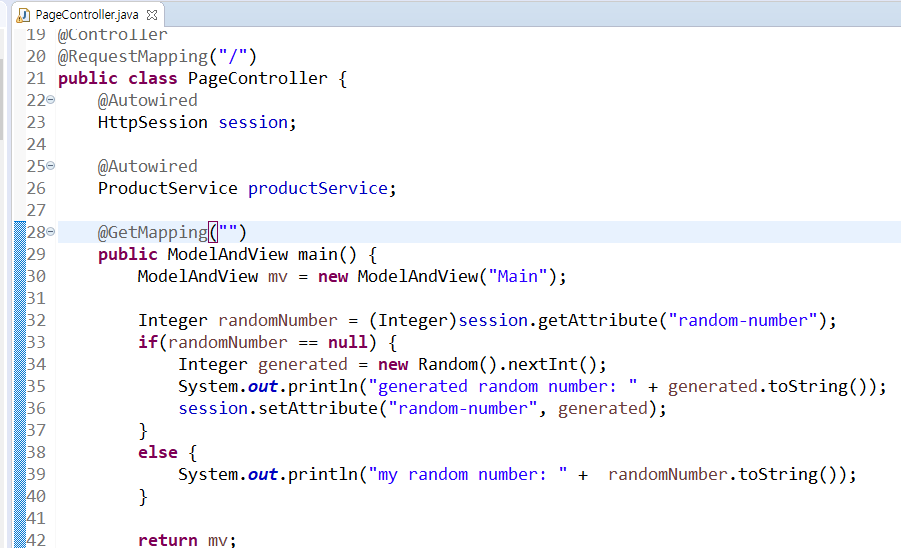 PageController.java
19 @Controller
20 @RequestMapping("/")
21 public class PageController {
22 @Autowired
23 HttpSession session;
24
25 @Autowired
26 ProductService productService;
27
28 @GetMapping("")
29 public ModelAndView main() {
30 ModelAndView mv = new ModelAndView("Main");
31
32 Integer randomNumber = (Integer)session.getAttribute("random-number");
33 if(randomNumber == null) {
34 Integer generated = new Random().nextInt();
35 System.out.println("generated random number: " + generated.toString());
36 session.setAttribute("random-number", generated);
37 }
38 else {
39 System.out.println("my random number: " +  randomNumber.toString());
40 }
41
42 return mv;